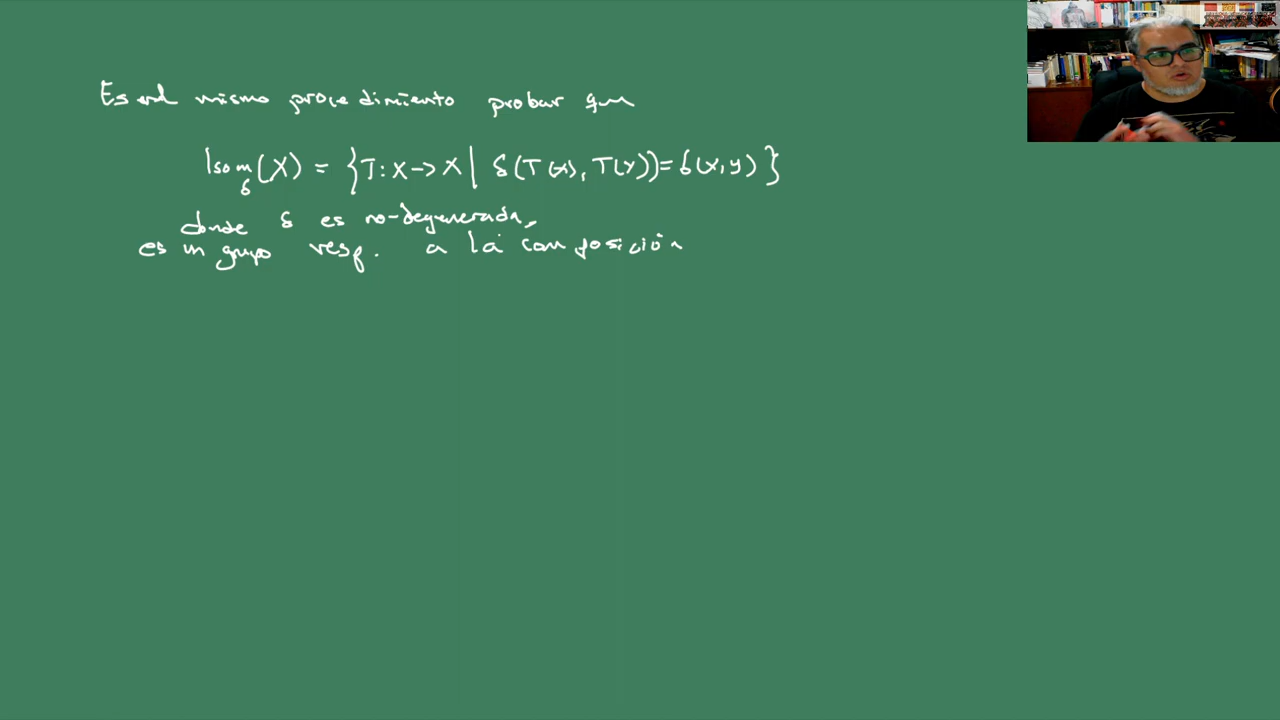 Es el mismo procedimiento probar que
Isom_δ(X) = {T: X -> X | δ(T(x), T(y)) = δ(x,y)}
donde δ es no-degenerada,
es un grupo resp. a la composición